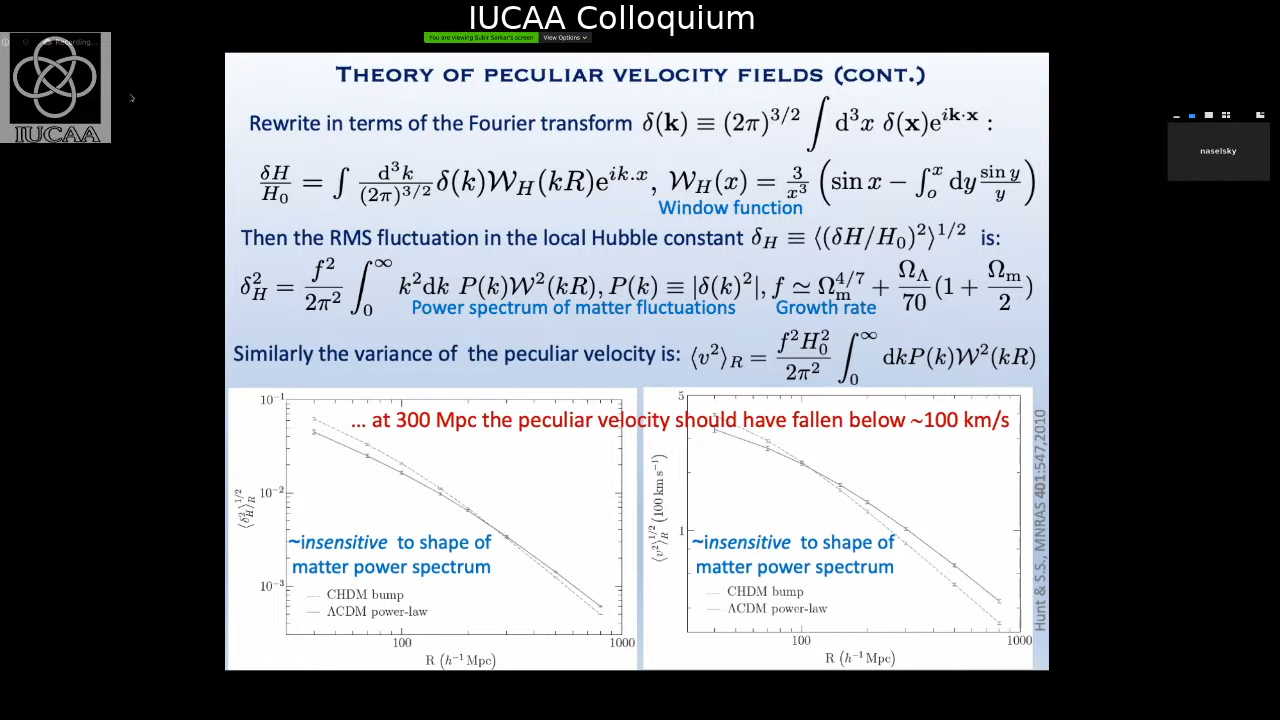 IUCAA Colloquium
You are viewing Subir Sarkar's screen View Options
Recording...
IUCAA
naselsky
THEORY OF PECULIAR VELOCITY FIELDS (CONT.)
Rewrite in terms of the Fourier transform δ(k) ≡ (2π)^{3/2} ∫ d³x δ(x)e^{ik·x} :
δH/H₀ = ∫ d³k/(2π)^{3/2} δ(k)𝒲_H(kR)e^{ik.x}, 𝒲_H(x) = 3/x³ (sin x − ∫_o^x dy sin y/y)
Window function
Then the RMS fluctuation in the local Hubble constant δ_H ≡ ⟨(δH/H₀)²⟩^{1/2} is:
δ²_H = f²/2π² ∫_0^∞ k²dk P(k)𝒲²(kR), P(k) ≡ |δ(k)²|, f ≃ Ω_m^{4/7} + Ω_Λ/70 (1 + Ω_m/2)
Power spectrum of matter fluctuations Growth rate
Similarly the variance of the peculiar velocity is: ⟨v²⟩_R = f²H₀²/2π² ∫_0^∞ dkP(k)𝒲²(kR)
... at 300 Mpc the peculiar velocity should have fallen below ~100 km/s
10⁻¹
10⁻²
10⁻³
⟨δ²_H⟩_R^{1/2}
~insensitive to shape of
matter power spectrum
CHDM bump
ΛCDM power-law
100 1000
R (h⁻¹ Mpc)
5
1
⟨v²⟩_R^{1/2} (100 km s⁻¹)
~insensitive to shape of
matter power spectrum
CHDM bump
ΛCDM power-law
100 1000
R (h⁻¹ Mpc)
Hunt & S.S., MNRAS 401:547,2010